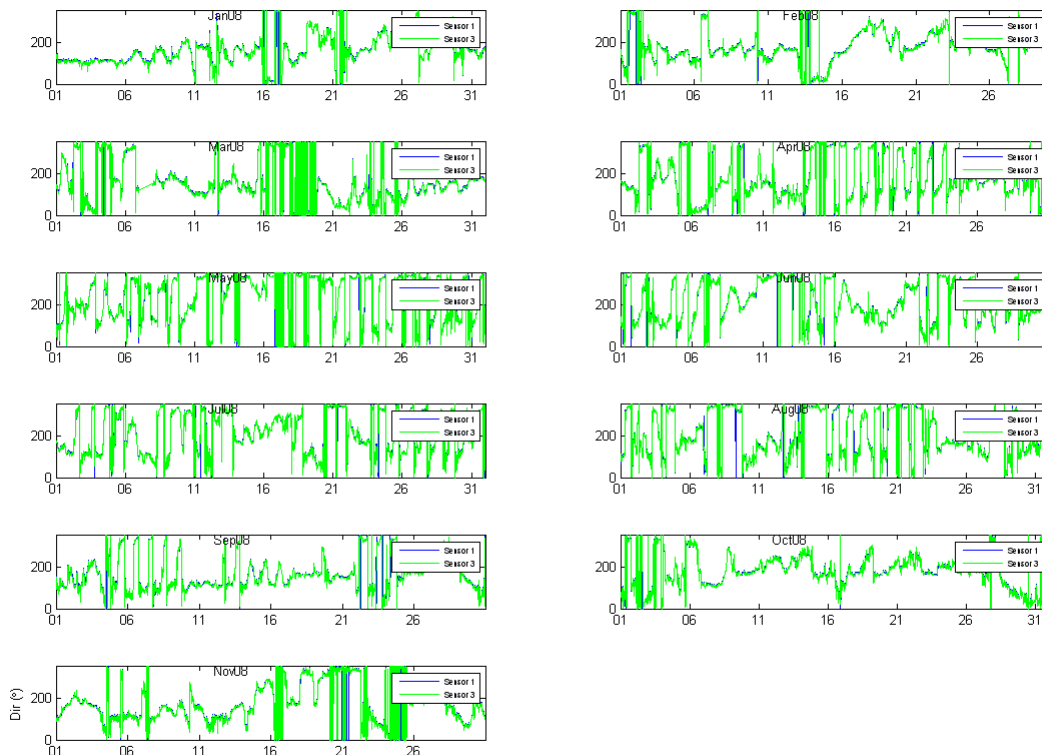 Jan08
Sensor 1
Sensor 3
200
0
01 06 11 16 21 26 31
Feb08
Sensor 1
Sensor 3
200
0
01 06 11 16 21 26
Mar08
Sensor 1
Sensor 3
200
0
01 06 11 16 21 26 31
Apr08
Sensor 1
Sensor 3
200
0
01 06 11 16 21 26 31
May08
Sensor 1
Sensor 3
200
0
01 06 11 16 21 26 31
Jun08
Sensor 1
Sensor 3
200
0
01 06 11 16 21 26 31
Jul08
Sensor 1
Sensor 3
200
0
01 06 11 16 21 26 31
Aug08
Sensor 1
Sensor 3
200
0
01 06 11 16 21 26 31
Sep08
Sensor 1
Sensor 3
200
0
01 06 11 16 21 26 31
Oct08
Sensor 1
Sensor 3
200
0
01 06 11 16 21 26 31
Nov08
Sensor 1
Sensor 3
Dir (°)
200
0
01 06 11 16 21 26 31